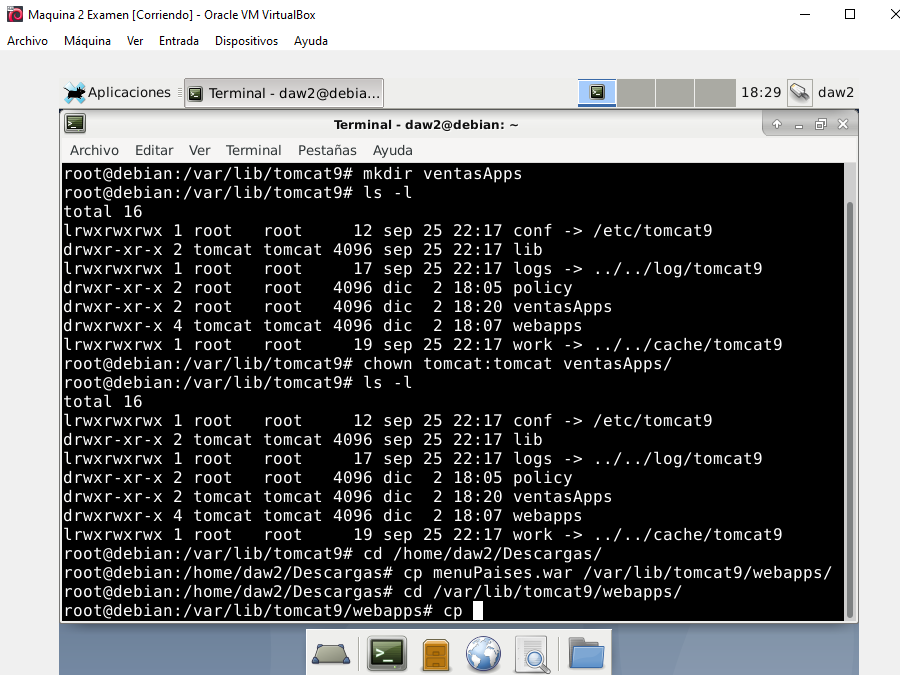 Maquina 2 Examen [Corriendo] - Oracle VM VirtualBox
Archivo Máquina Ver Entrada Dispositivos Ayuda
Aplicaciones Terminal - daw2@debia... 18:29 daw2
Terminal - daw2@debian: ~
Archivo Editar Ver Terminal Pestañas Ayuda
root@debian:/var/lib/tomcat9# mkdir ventasApps
root@debian:/var/lib/tomcat9# ls -l
total 16
lrwxrwxrwx 1 root   root     12 sep 25 22:17 conf -> /etc/tomcat9
drwxr-xr-x 2 tomcat tomcat 4096 sep 25 22:17 lib
lrwxrwxrwx 1 root   root     17 sep 25 22:17 logs -> ../../log/tomcat9
drwxr-xr-x 2 root   root   4096 dic  2 18:05 policy
drwxr-xr-x 2 root   root   4096 dic  2 18:20 ventasApps
drwxrwxr-x 4 tomcat tomcat 4096 dic  2 18:07 webapps
lrwxrwxrwx 1 root   root     19 sep 25 22:17 work -> ../../cache/tomcat9
root@debian:/var/lib/tomcat9# chown tomcat:tomcat ventasApps/
root@debian:/var/lib/tomcat9# ls -l
total 16
lrwxrwxrwx 1 root   root     12 sep 25 22:17 conf -> /etc/tomcat9
drwxr-xr-x 2 tomcat tomcat 4096 sep 25 22:17 lib
lrwxrwxrwx 1 root   root     17 sep 25 22:17 logs -> ../../log/tomcat9
drwxr-xr-x 2 root   root   4096 dic  2 18:05 policy
drwxr-xr-x 2 tomcat tomcat 4096 dic  2 18:20 ventasApps
drwxrwxr-x 4 tomcat tomcat 4096 dic  2 18:07 webapps
lrwxrwxrwx 1 root   root     19 sep 25 22:17 work -> ../../cache/tomcat9
root@debian:/var/lib/tomcat9# cd /home/daw2/Descargas/
root@debian:/home/daw2/Descargas# cp menuPaises.war /var/lib/tomcat9/webapps/
root@debian:/home/daw2/Descargas# cd /var/lib/tomcat9/webapps/
root@debian:/var/lib/tomcat9/webapps# cp